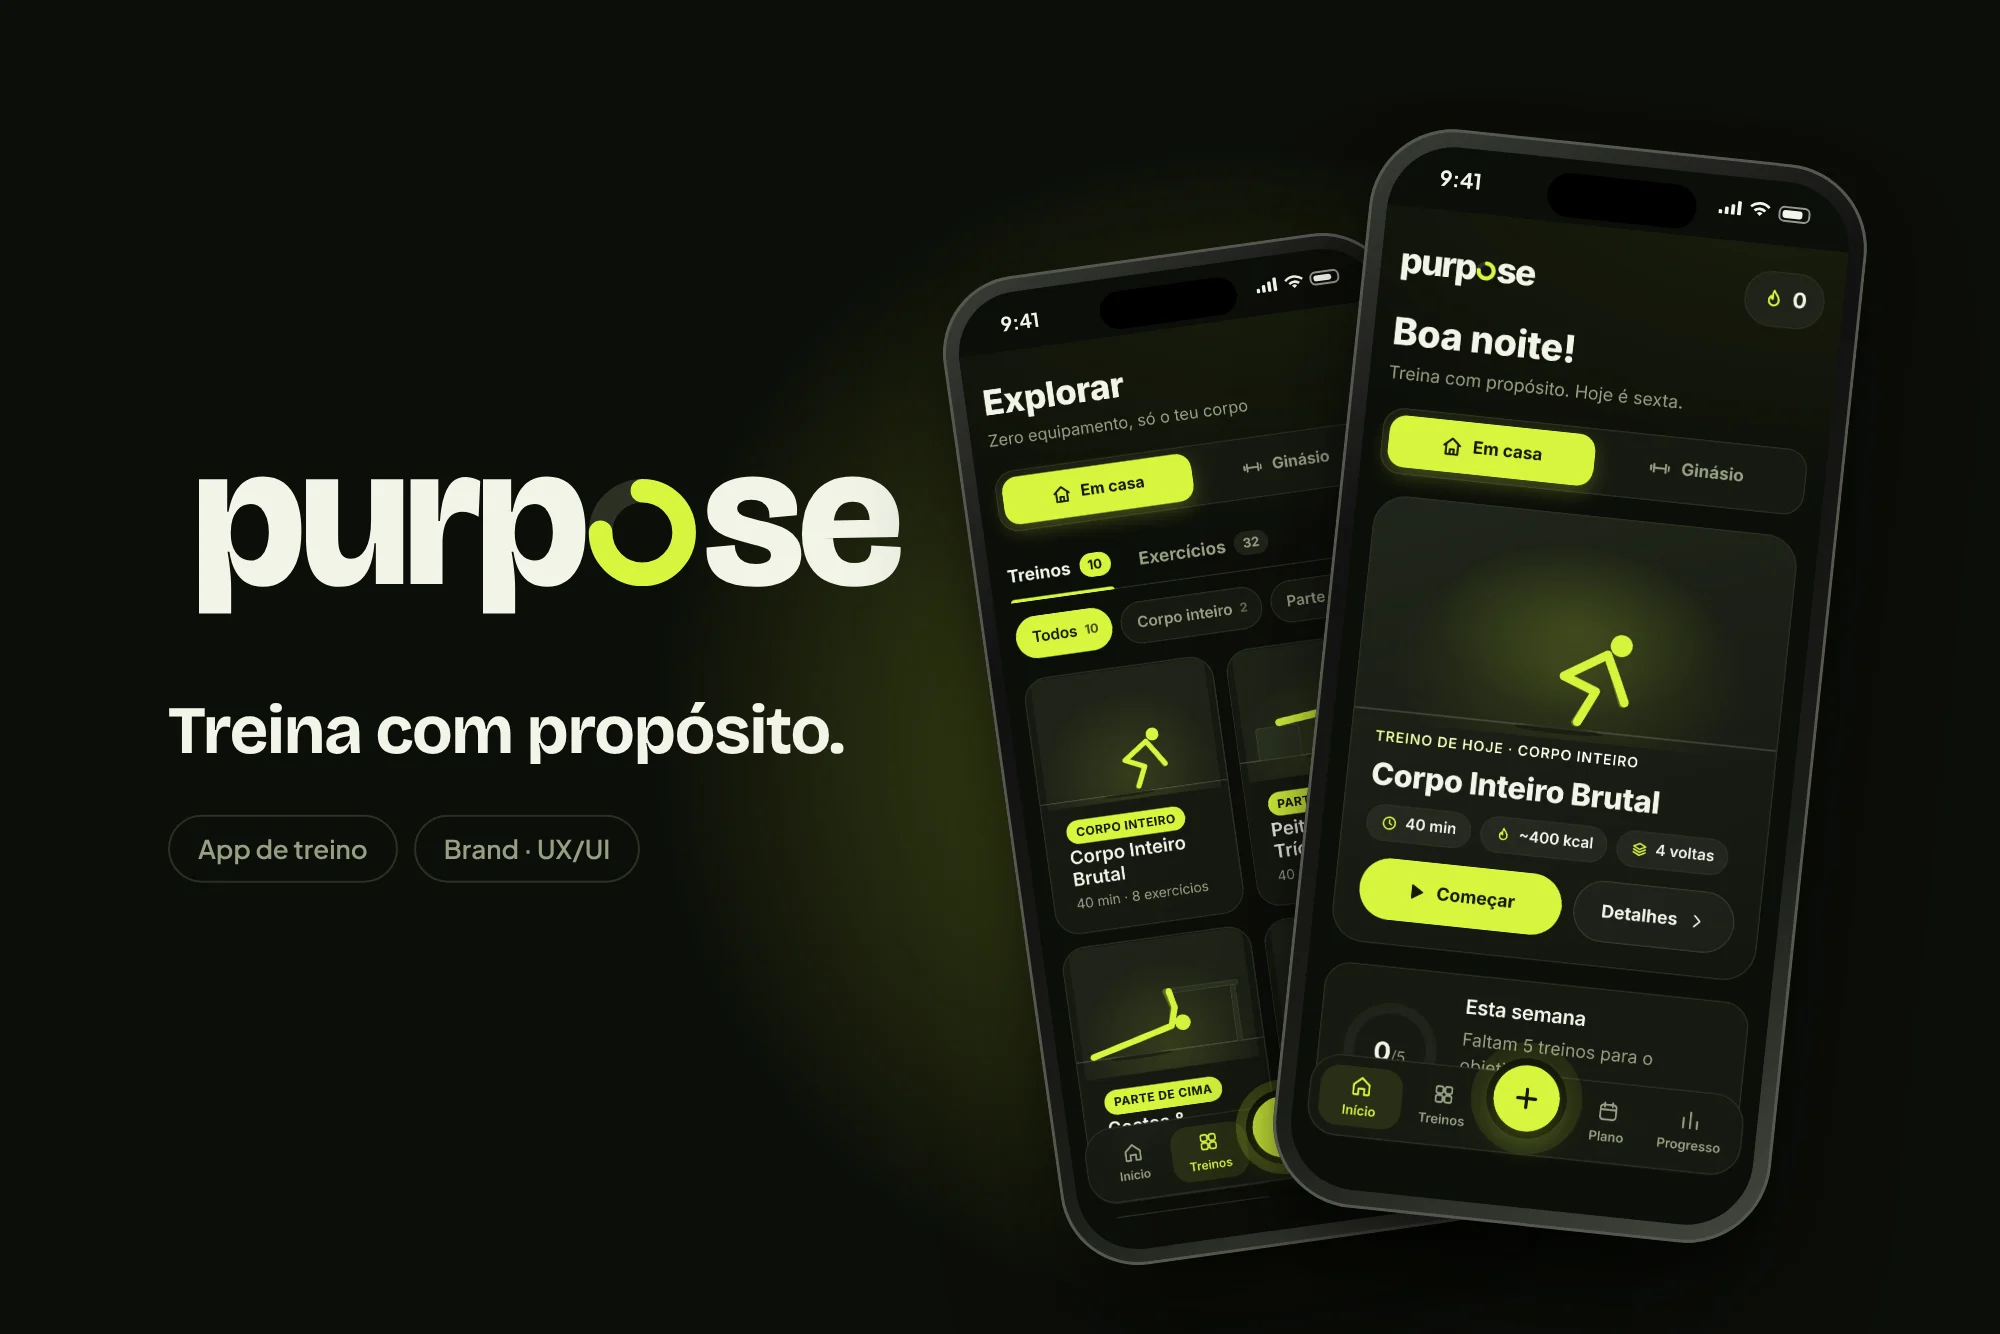 purpose
Treina com propósito.
App de treino
Brand · UX/UI
9:41
Explorar
Zero equipamento, só o teu corpo
Em casa
Ginásio
Treinos 10
Exercícios 32
Todos 10
Corpo inteiro 2
Parte
CORPO INTEIRO
Corpo Inteiro
Brutal
40 min · 8 exercícios
40
PARTE DE CIMA
Início
Treinos
9:41
purpose
0
Boa noite!
Treina com propósito. Hoje é sexta.
Em casa
Ginásio
TREINO DE HOJE · CORPO INTEIRO
Corpo Inteiro Brutal
40 min
~400 kcal
4 voltas
Começar
Detalhes
Esta semana
Faltam 5 treinos para o
0/5
Início
Treinos
Plano
Progresso